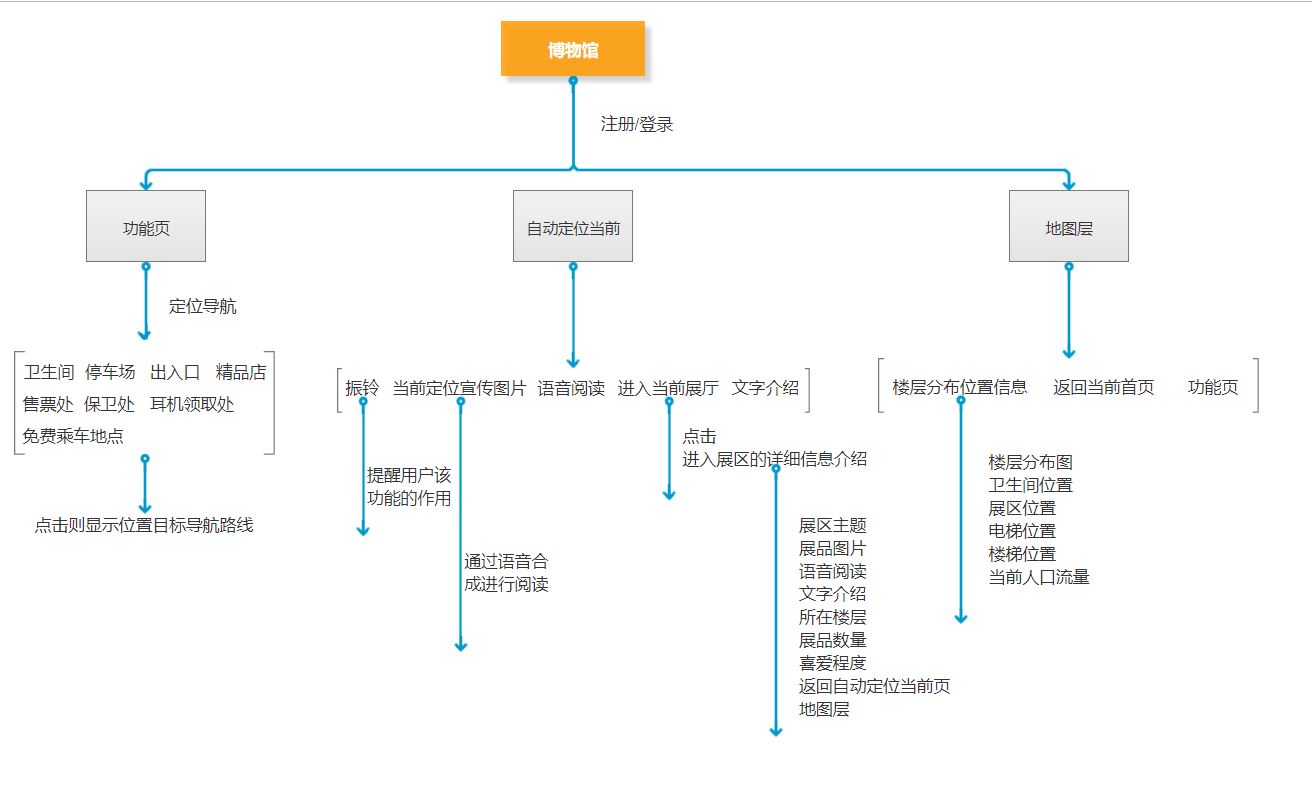 博物馆
注册/登录
功能页
自动定位当前
地图层
定位导航
卫生间 停车场 出入口 精品店
售票处 保卫处 耳机领取处
免费乘车地点
点击则显示位置目标导航路线
振铃 当前定位宣传图片 语音阅读 进入当前展厅 文字介绍
提醒用户该
功能的作用
通过语音合
成进行阅读
点击
进入展区的详细信息介绍
展区主题
展品图片
语音阅读
文字介绍
所在楼层
展品数量
喜爱程度
返回自动定位当前页
地图层
楼层分布位置信息 返回当前首页 功能页
楼层分布图
卫生间位置
展区位置
电梯位置
楼梯位置
当前人口流量